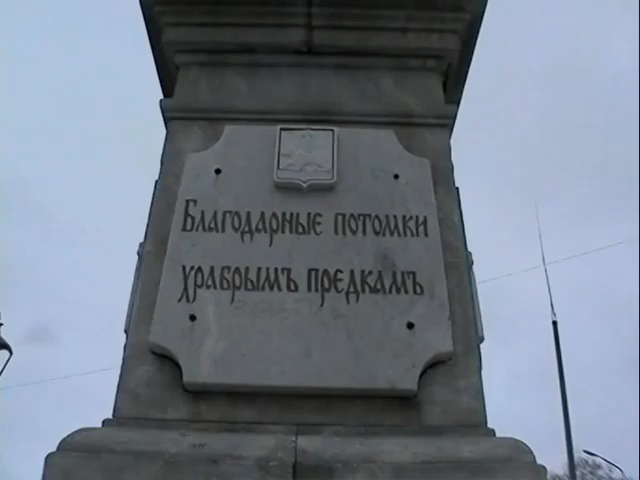 Благодарные потомки
храбрымъ предкамъ